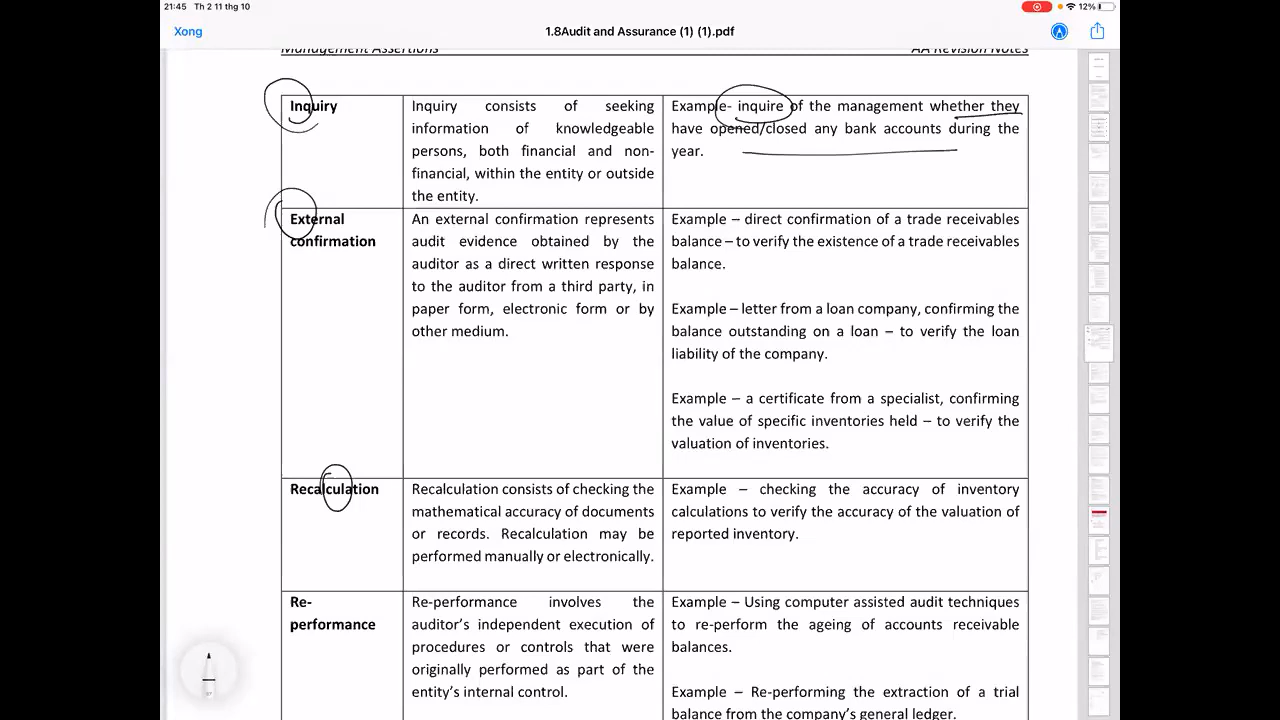 21:45 Th 2 11 thg 10
12%
Xong
1.8Audit and Assurance (1) (1).pdf
Management Assertions
AA Revision Notes
Inquiry
Inquiry consists of seeking
information of knowledgeable
persons, both financial and non-
financial, within the entity or outside
the entity.
Example- inquire of the management whether they
have opened/closed any bank accounts during the
year.
External
confirmation
An external confirmation represents
audit evidence obtained by the
auditor as a direct written response
to the auditor from a third party, in
paper form, electronic form or by
other medium.
Example – direct confirmation of a trade receivables
balance – to verify the existence of a trade receivables
balance.
Example – letter from a loan company, confirming the
balance outstanding on a loan – to verify the loan
liability of the company.
Example – a certificate from a specialist, confirming
the value of specific inventories held – to verify the
valuation of inventories.
Recalculation
Recalculation consists of checking the
mathematical accuracy of documents
or records. Recalculation may be
performed manually or electronically.
Example – checking the accuracy of inventory
calculations to verify the accuracy of the valuation of
reported inventory.
Re-
performance
Re-performance involves the
auditor's independent execution of
procedures or controls that were
originally performed as part of the
entity's internal control.
Example – Using computer assisted audit techniques
to re-perform the ageing of accounts receivable
balances.
Example – Re-performing the extraction of a trial
balance from the company's general ledger.